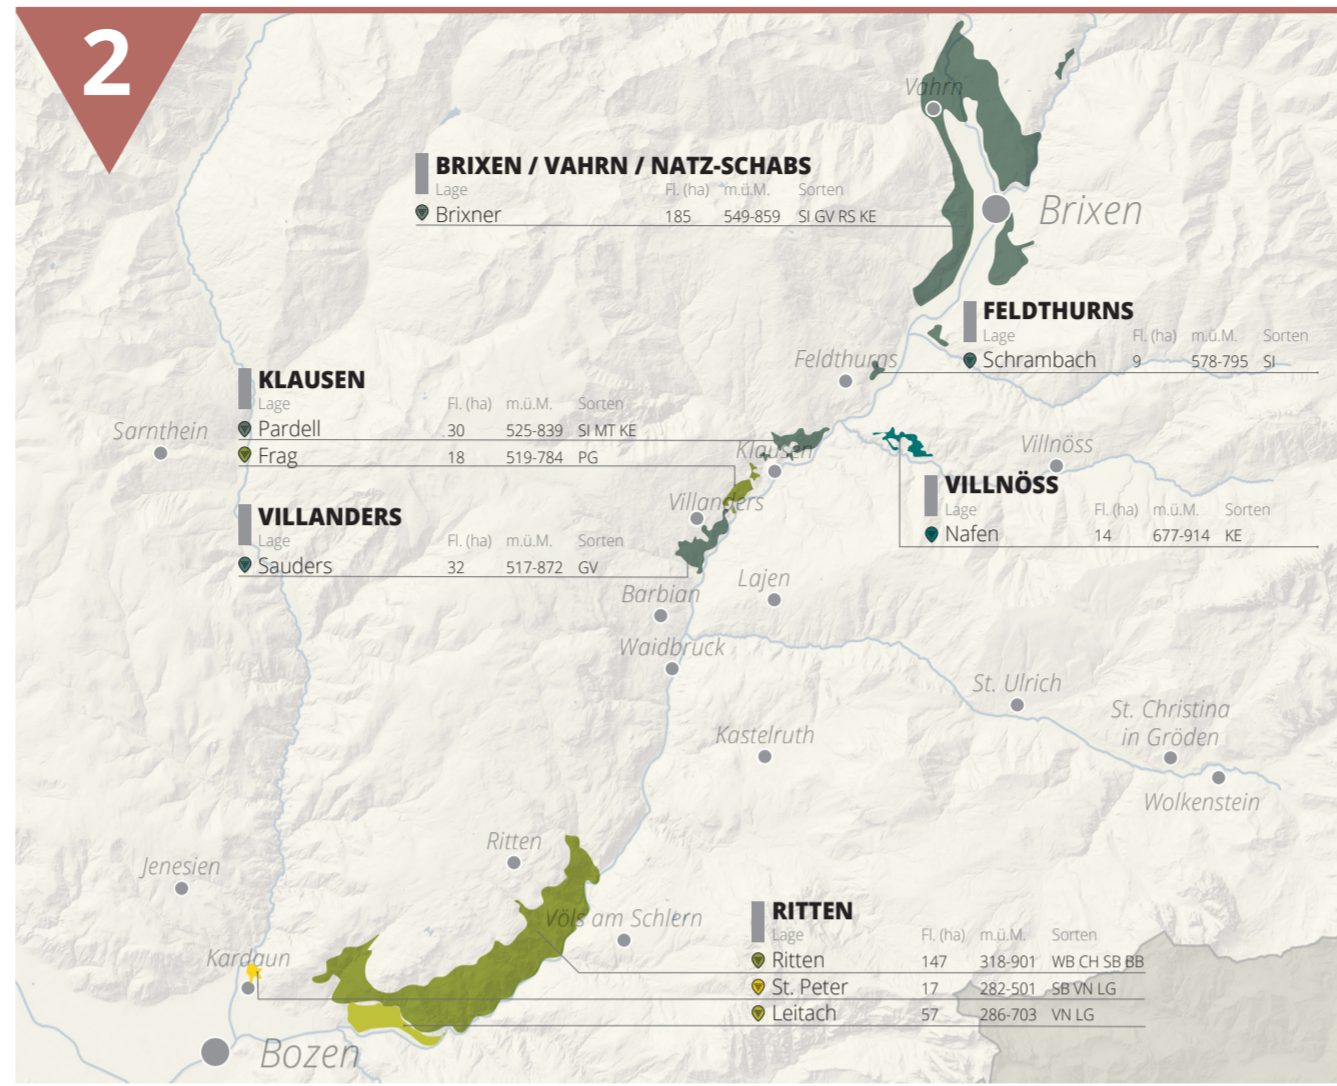 2
Vahrn
BRIXEN / VAHRN / NATZ-SCHABS
Lage Fl. (ha) m.ü.M. Sorten
Brixner 185 549-859 SI GV RS KE
Brixen
FELDTHURNS
Lage Fl. (ha) m.ü.M. Sorten
Schrambach 9 578-795 SI
Feldthurns
KLAUSEN
Lage Fl. (ha) m.ü.M. Sorten
Pardell 30 525-839 SI MT KE
Frag 18 519-784 PG
Sarnthein
Klausen
Villnöss
VILLNÖSS
Lage Fl. (ha) m.ü.M. Sorten
Nafen 14 677-914 KE
Villanders
VILLANDERS
Lage Fl. (ha) m.ü.M. Sorten
Sauders 32 517-872 GV
Lajen
Barbian
Waidbruck
St. Ulrich
St. Christina
in Gröden
Kastelruth
Wolkenstein
Ritten
Jenesien
Völs am Schlern
RITTEN
Lage Fl. (ha) m.ü.M. Sorten
Ritten 147 318-901 WB CH SB BB
St. Peter 17 282-501 SB VN LG
Leitach 57 286-703 VN LG
Kardaun
Bozen